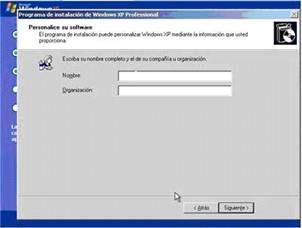 Windows
Programa de instalación de Windows XP Professional
Personalice su software
El programa de instalación puede personalizar Windows XP mediante la información que usted
proporciona.
Escriba su nombre completo y el de su compañía u organización.
Nombre:
Organización:
< Atrás
Siguiente >